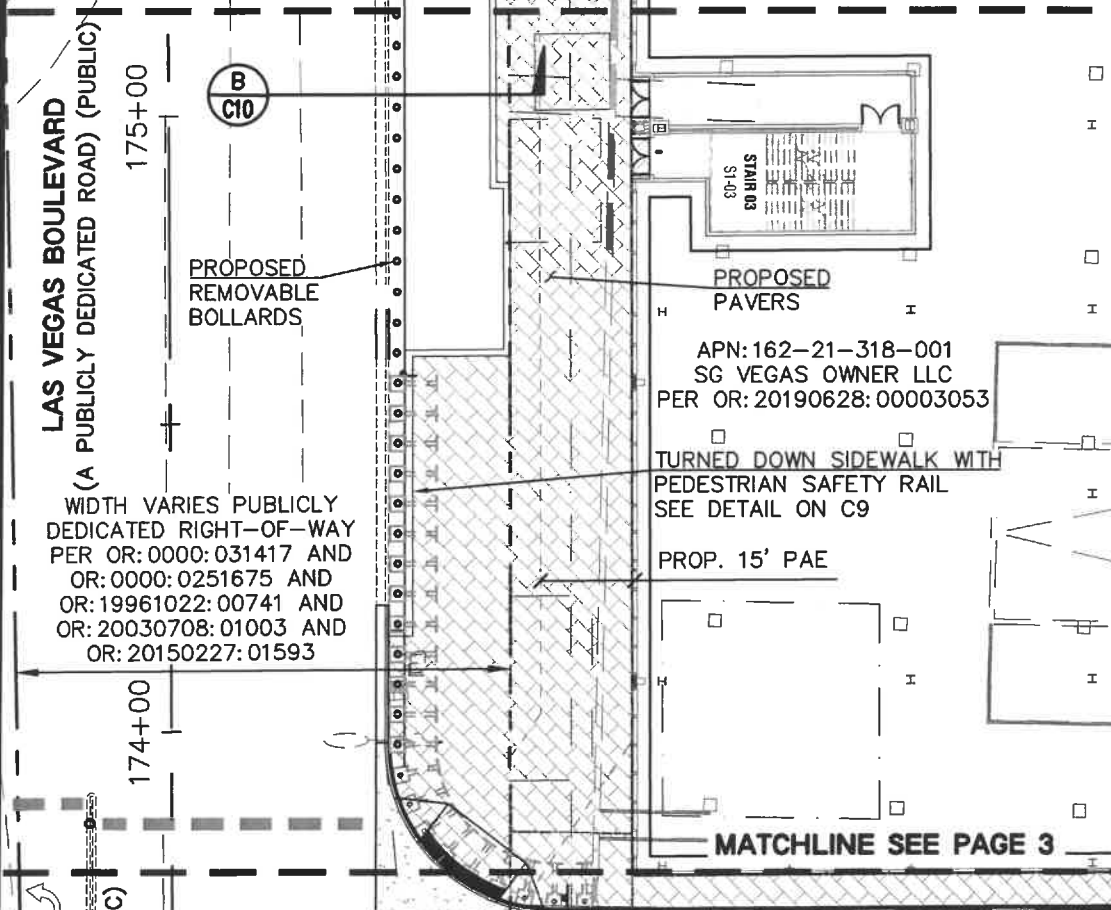 LAS VEGAS BOULEVARD
(A PUBLICLY DEDICATED ROAD) (PUBLIC)
175+00
B
C10
STAIR 03
S1-03
PROPOSED
REMOVABLE
BOLLARDS
PROPOSED
PAVERS
APN: 162-21-318-001
SG VEGAS OWNER LLC
PER OR: 20190628: 00003053
TURNED DOWN SIDEWALK WITH
PEDESTRIAN SAFETY RAIL
SEE DETAIL ON C9
WIDTH VARIES PUBLICLY
DEDICATED RIGHT-OF-WAY
PER OR: 0000: 031417 AND
OR: 0000: 0251675 AND
OR: 19961022: 00741 AND
OR: 20030708: 01003 AND
OR: 20150227: 01593
PROP. 15' PAE
174+00
MATCHLINE SEE PAGE 3
C)